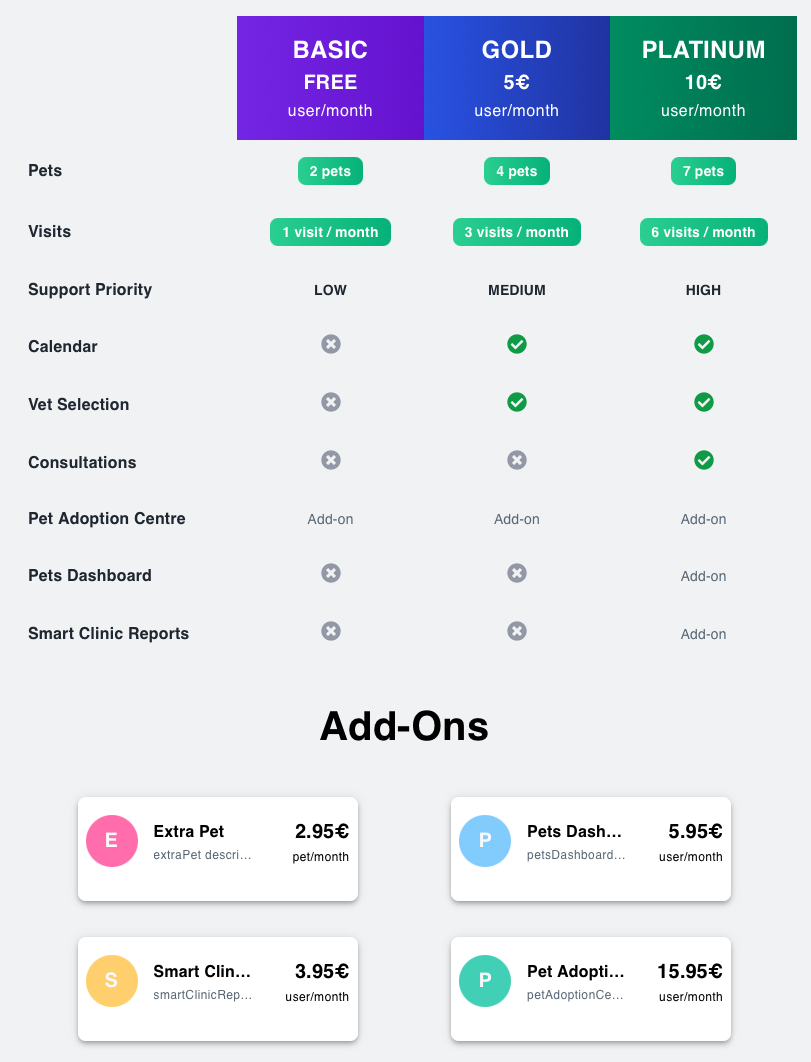 BASIC GOLD PLATINUM
FREE 5€ 10€
user/month user/month user/month
Pets 2 pets 4 pets 7 pets
Visits 1 visit / month 3 visits / month 6 visits / month
Support Priority LOW MEDIUM HIGH
Calendar
Vet Selection
Consultations
Pet Adoption Centre Add-on Add-on Add-on
Pets Dashboard Add-on
Smart Clinic Reports Add-on
Add-Ons
E Extra Pet 2.95€
extraPet descri... pet/month
P Pets Dash... 5.95€
petsDashboard... user/month
S Smart Clin... 3.95€
smartClinicRep... user/month
P Pet Adopti... 15.95€
petAdoptionCe... user/month